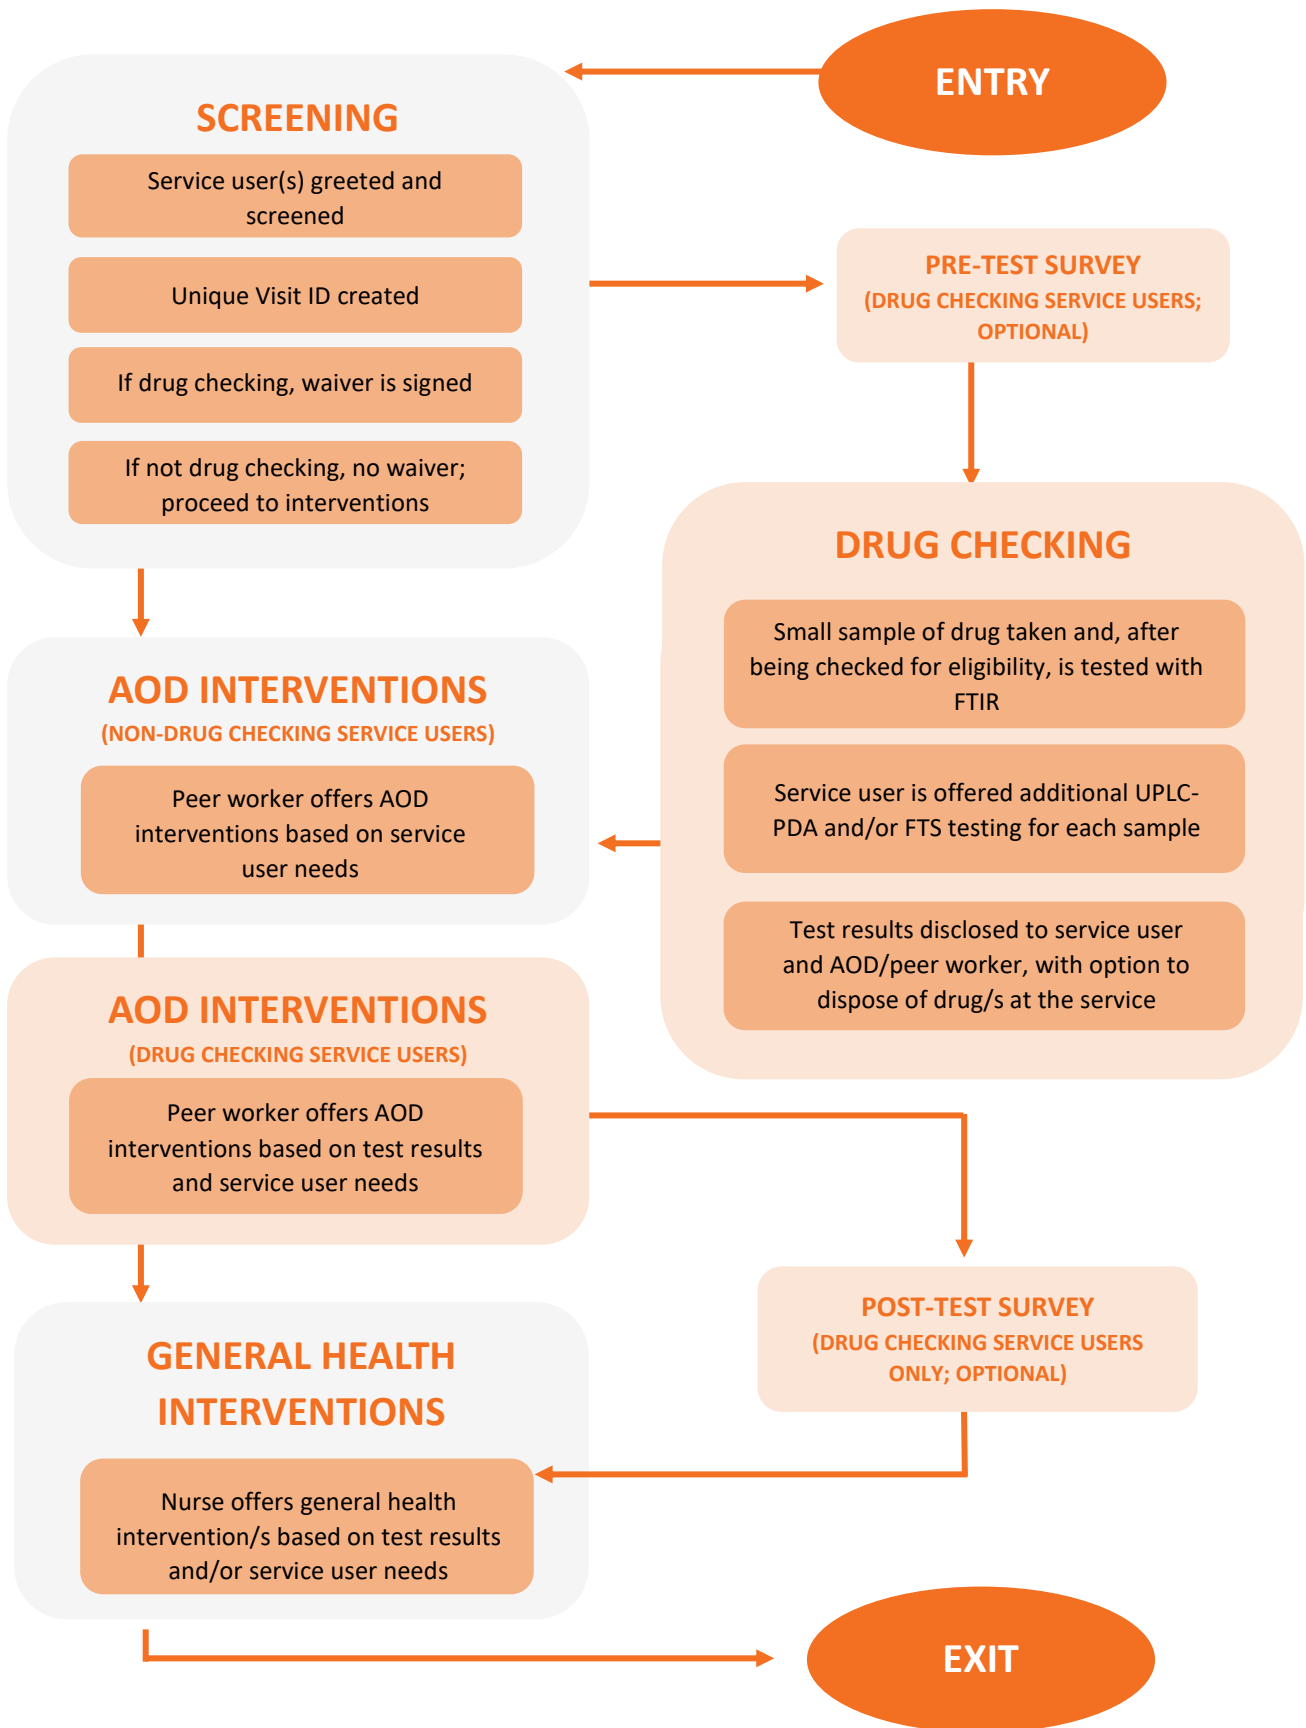 ENTRY
SCREENING
Service user(s) greeted and
screened
Unique Visit ID created
If drug checking, waiver is signed
If not drug checking, no waiver;
proceed to interventions
PRE-TEST SURVEY
(DRUG CHECKING SERVICE USERS;
OPTIONAL)
DRUG CHECKING
Small sample of drug taken and, after
being checked for eligibility, is tested with
FTIR
Service user is offered additional UPLC-
PDA and/or FTS testing for each sample
Test results disclosed to service user
and AOD/peer worker, with option to
dispose of drug/s at the service
AOD INTERVENTIONS
(NON-DRUG CHECKING SERVICE USERS)
Peer worker offers AOD
interventions based on service
user needs
AOD INTERVENTIONS
(DRUG CHECKING SERVICE USERS)
Peer worker offers AOD
interventions based on test results
and service user needs
POST-TEST SURVEY
(DRUG CHECKING SERVICE USERS
ONLY; OPTIONAL)
GENERAL HEALTH
INTERVENTIONS
Nurse offers general health
intervention/s based on test results
and/or service user needs
EXIT